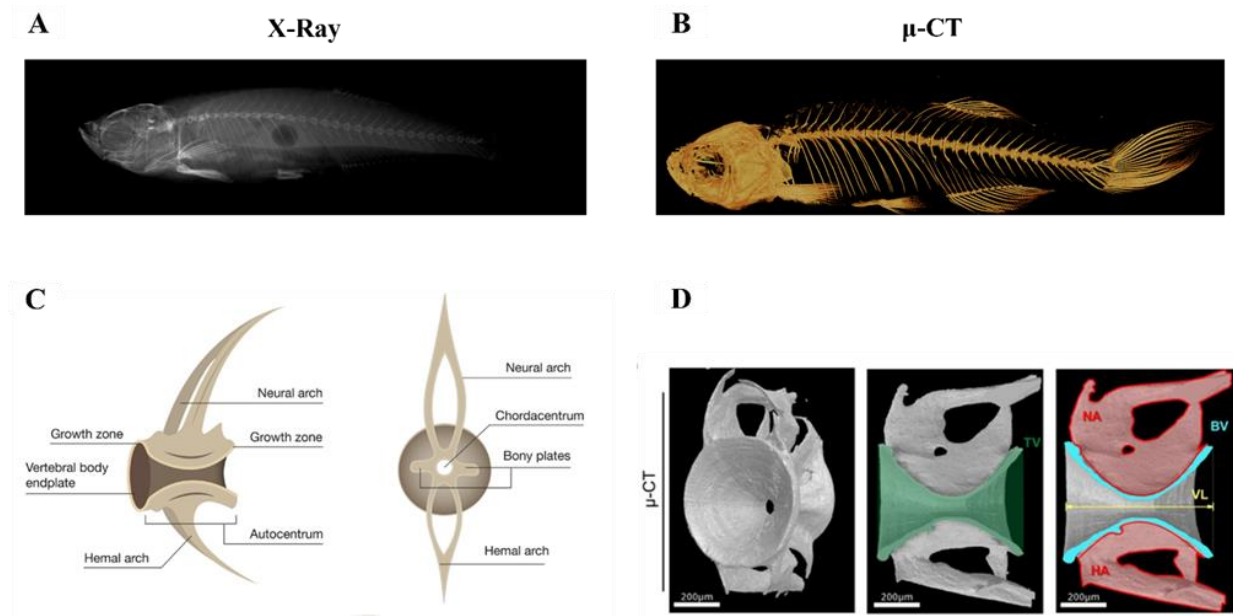 A
X-Ray
B
μ-CT
C
Neural arch
Growth zone
Growth zone
Vertebral body
endplate
Autocentrum
Hemal arch
Neural arch
Chordacentrum
Bony plates
Hemal arch
D
μ-CT
200μm
TV
200μm
NA
BV
VL
HA
200μm